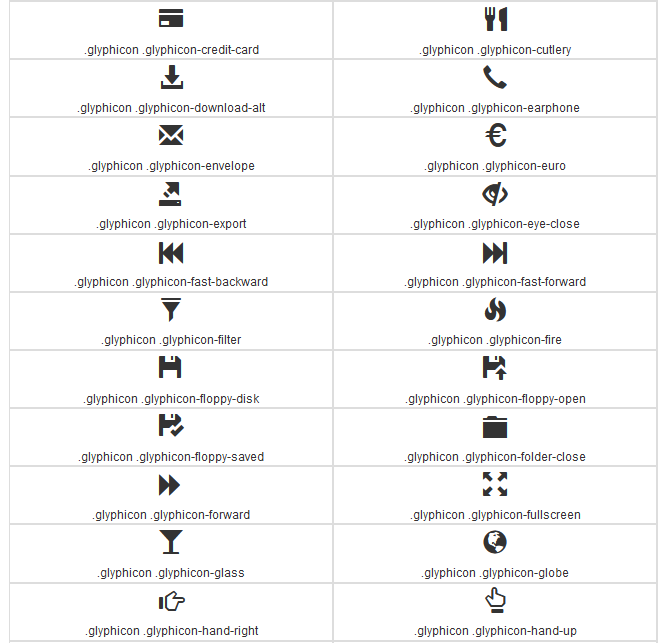 .glyphicon .glyphicon-credit-card
.glyphicon .glyphicon-cutlery
.glyphicon .glyphicon-download-alt
.glyphicon .glyphicon-earphone
.glyphicon .glyphicon-envelope
.glyphicon .glyphicon-euro
.glyphicon .glyphicon-export
.glyphicon .glyphicon-eye-close
.glyphicon .glyphicon-fast-backward
.glyphicon .glyphicon-fast-forward
.glyphicon .glyphicon-filter
.glyphicon .glyphicon-fire
.glyphicon .glyphicon-floppy-disk
.glyphicon .glyphicon-floppy-open
.glyphicon .glyphicon-floppy-saved
.glyphicon .glyphicon-folder-close
.glyphicon .glyphicon-forward
.glyphicon .glyphicon-fullscreen
.glyphicon .glyphicon-glass
.glyphicon .glyphicon-globe
.glyphicon .glyphicon-hand-right
.glyphicon .glyphicon-hand-up